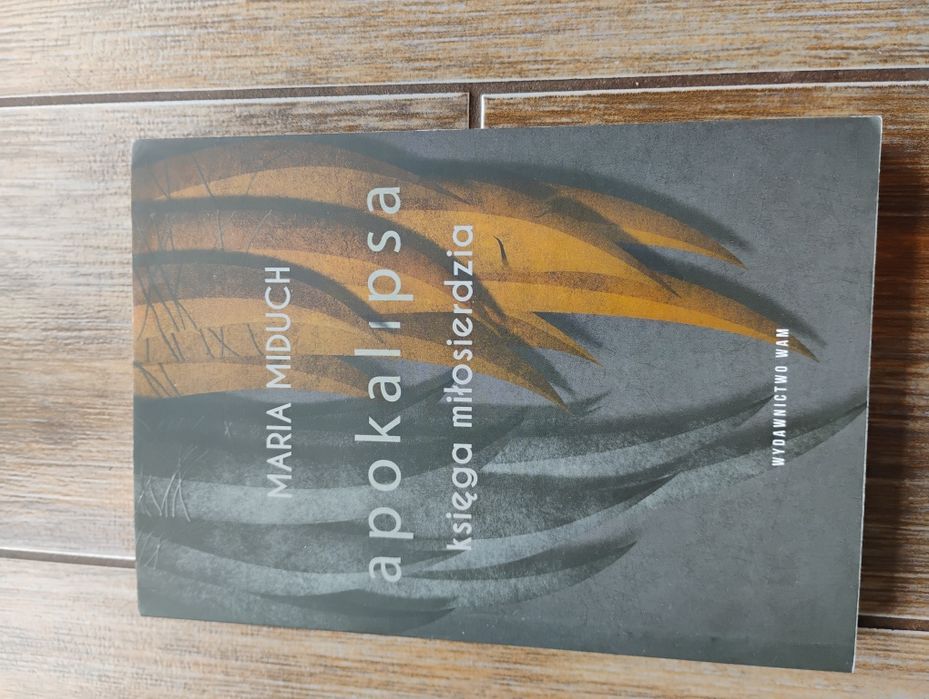 MARIA MIDUCH
apokalipsa
księga miłosierdzia
WYDAWNICTWO WAM